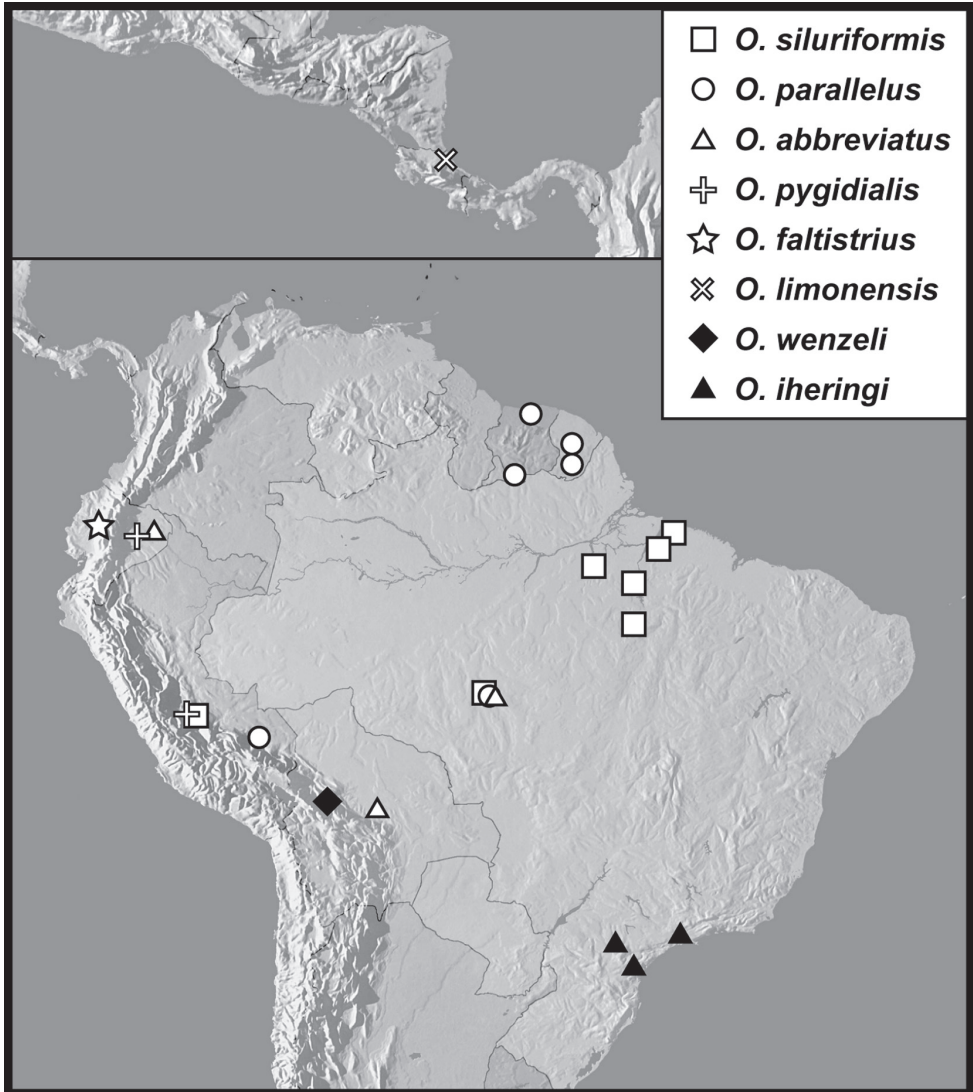 O. siluriformis
O. parallelus
O. abbreviatus
O. pygidialis
O. faltistrius
O. limonensis
O. wenzeli
O. iheringi